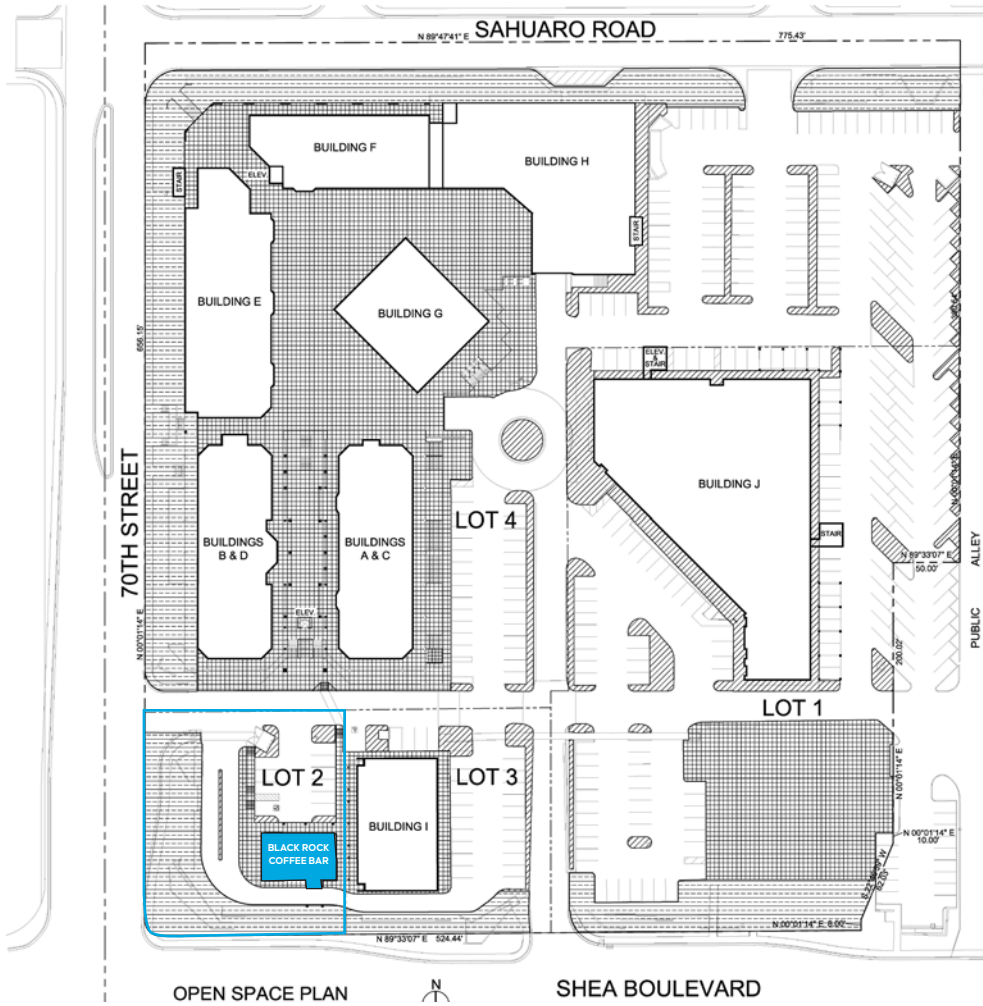 SAHUARO ROAD
N 89°47'41" E
775.43'
BUILDING F
BUILDING H
ELEV
STAIR
STAIR
BUILDING E
BUILDING G
656.15'
ELEV.
&
STAIR
70TH STREET
BUILDING J
LOT 4
BUILDINGS
B & D
BUILDINGS
A & C
STAIR
N 89°33'07" E
50.00'
PUBLIC ALLEY
ELEV
N 00°01'14" E
200.02'
LOT 1
LOT 2
LOT 3
N 00°01'14" E
BUILDING I
BLACK ROCK
COFFEE BAR
N 00°01'14" E
10.00'
N 00°01'14" E 6.00'
N 89°33'07" E 524.44'
OPEN SPACE PLAN
N
SHEA BOULEVARD